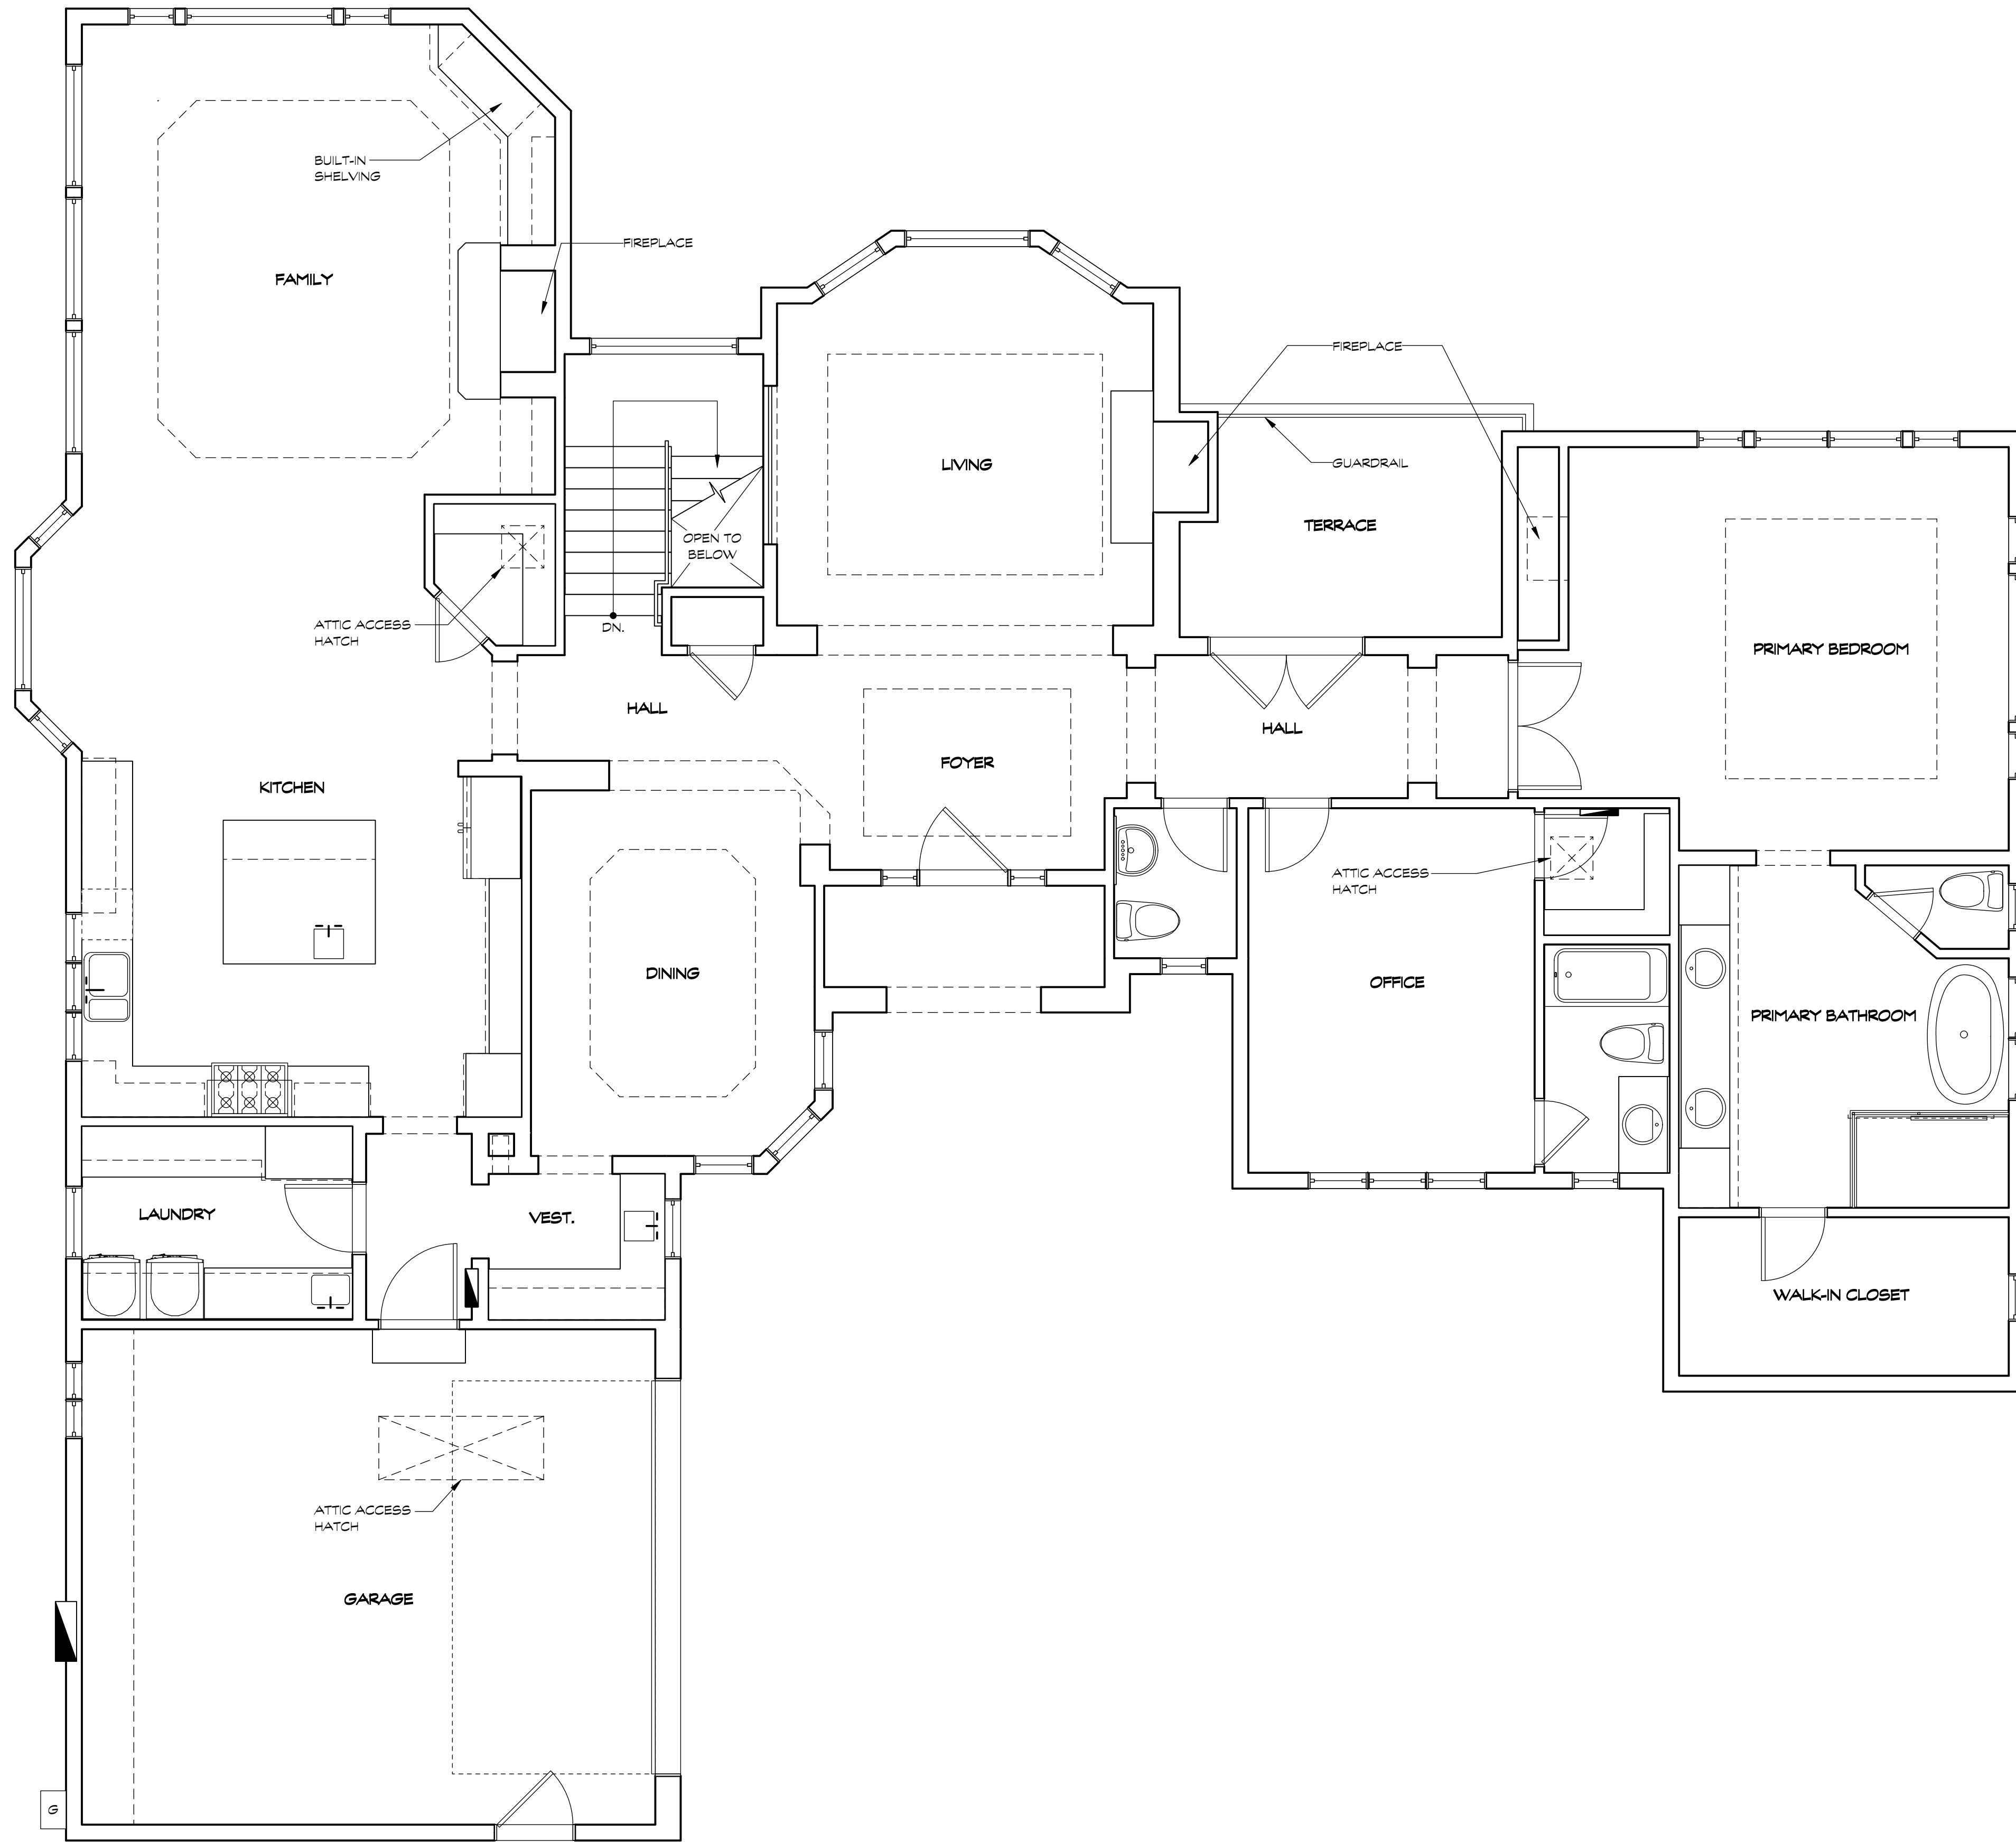 BUILT-IN
SHELVING
FIREPLACE
FAMILY
FIREPLACE
LIVING
GUARDRAIL
TERRACE
OPEN TO
BELOW
ATTIC ACCESS
HATCH
DN.
PRIMARY BEDROOM
HALL
HALL
FOYER
KITCHEN
ATTIC ACCESS
HATCH
DINING
OFFICE
PRIMARY BATHROOM
LAUNDRY
VEST.
WALK-IN CLOSET
ATTIC ACCESS
HATCH
GARAGE
G